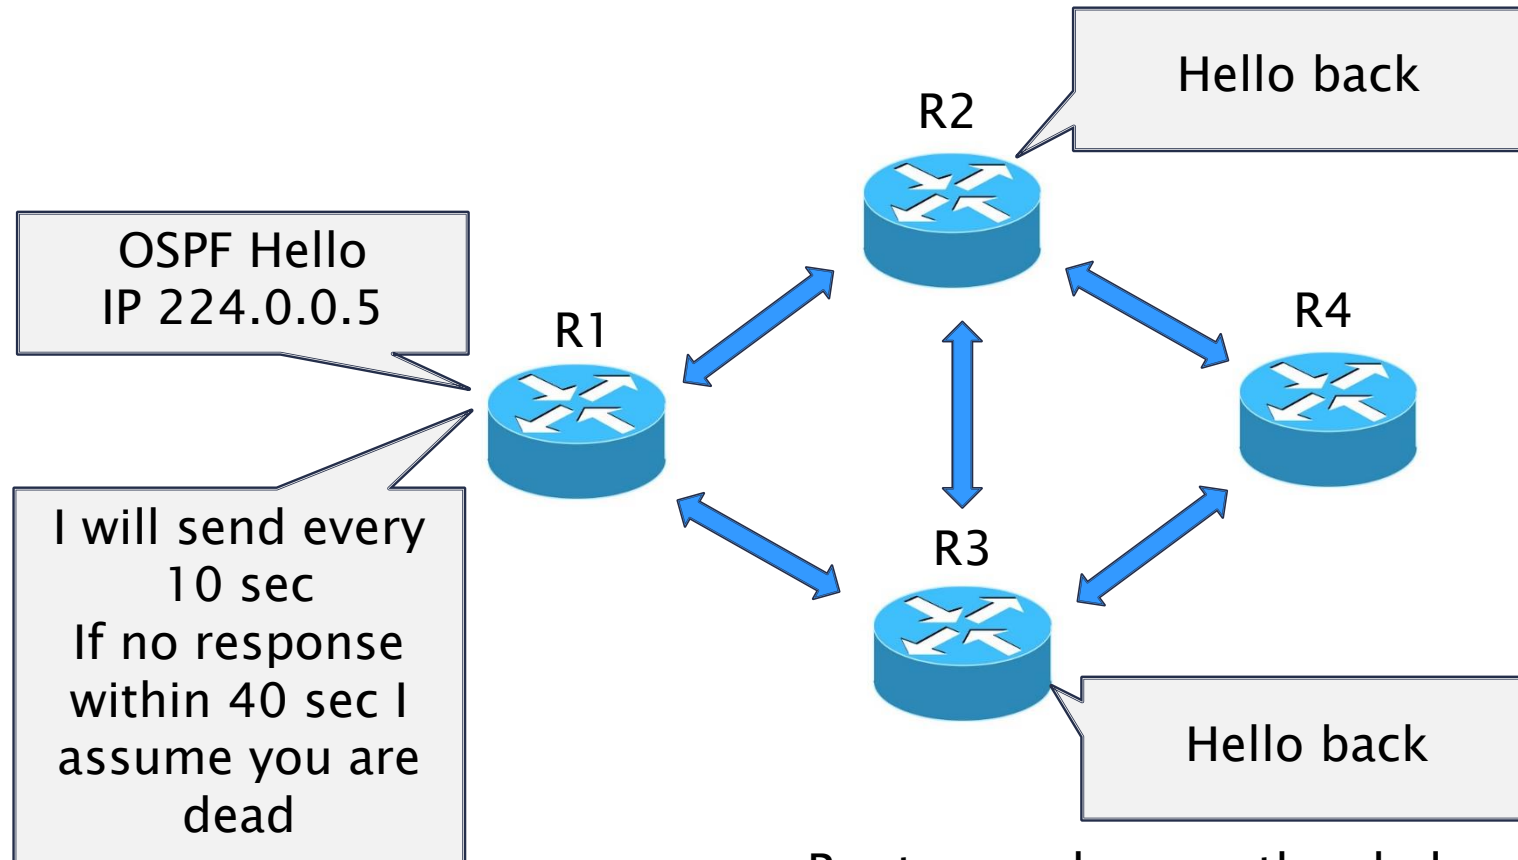 Hello back
R2
OSPF Hello
IP 224.0.0.5
R1
R4
I will send every
10 sec
If no response
within 40 sec I
assume you are
dead
R3
Hello back